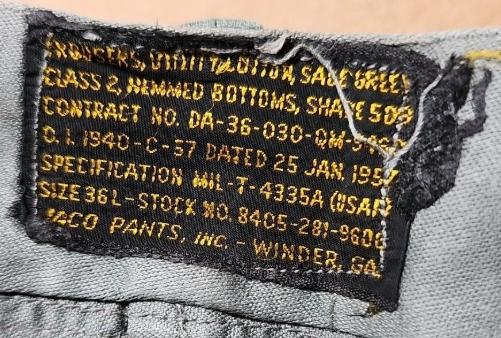 TROUSERS, UTILITY, COTTON, SAGE GREEN
CLASS 2, HEMMED BOTTOMS, SHADE 509
CONTRACT NO. DA-36-030-QM-
O. I. 1940-C-57 DATED 25 JAN. 1957
SPECIFICATION MIL-T-4335A (USAF)
SIZE 36L-STOCK NO. 8405-281-9606
PANTS, INC. - WINDER, GA.